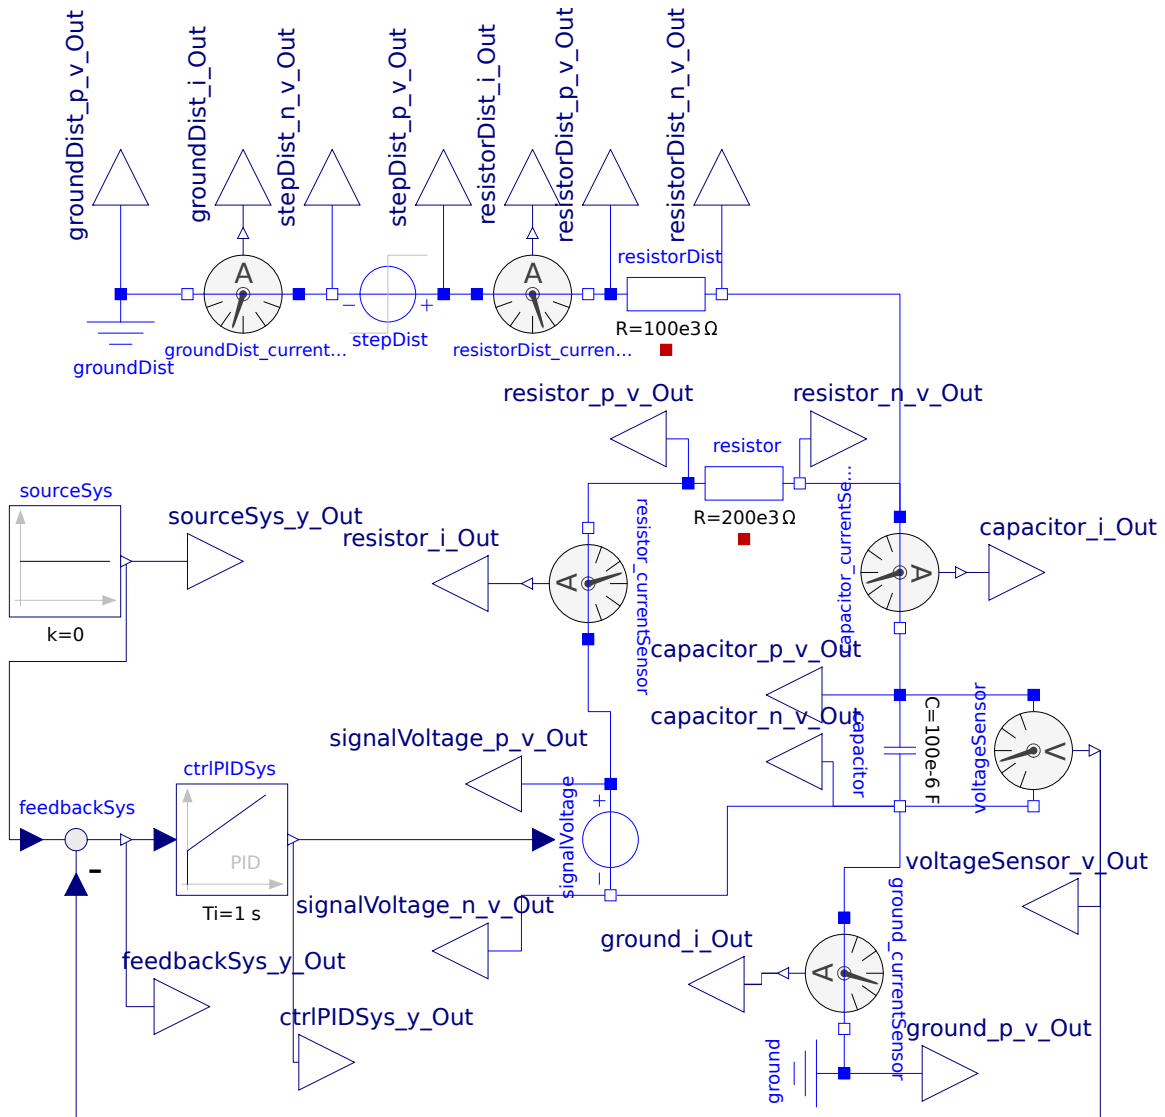 groundDist_p_v_Out
groundDist_i_Out
stepDist_n_v_Out
stepDist_p_v_Out
resistorDist_i_Out
resistorDist_p_v_Out
resistorDist_n_v_Out
A
A
resistorDist
−
+
R=100e3 Ω
groundDist
groundDist_current...
stepDist
resistorDist_curren...
resistor_p_v_Out
resistor_n_v_Out
resistor
R=200e3 Ω
sourceSys
sourceSys_y_Out
k=0
resistor_i_Out
A
resistor_currentSensor
capacitor_currentSe...
A
capacitor_i_Out
capacitor_p_v_Out
capacitor_n_v_Out
capacitor
C=100e-6 F
voltageSensor
V
signalVoltage_p_v_Out
ctrlPIDSys
feedbackSys
PID
Ti=1 s
-
signalVoltage
+
−
voltageSensor_v_Out
signalVoltage_n_v_Out
ground_i_Out
A
ground_currentSensor
feedbackSys_y_Out
ctrlPIDSys_y_Out
ground_p_v_Out
ground